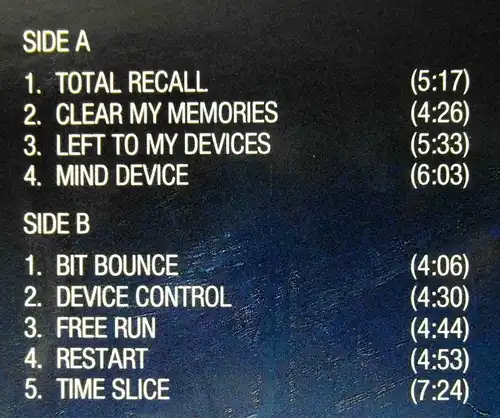 SIDE A
1. TOTAL RECALL (5:17)
2. CLEAR MY MEMORIES (4:26)
3. LEFT TO MY DEVICES (5:33)
4. MIND DEVICE (6:03)
SIDE B
1. BIT BOUNCE (4:06)
2. DEVICE CONTROL (4:30)
3. FREE RUN (4:44)
4. RESTART (4:53)
5. TIME SLICE (7:24)